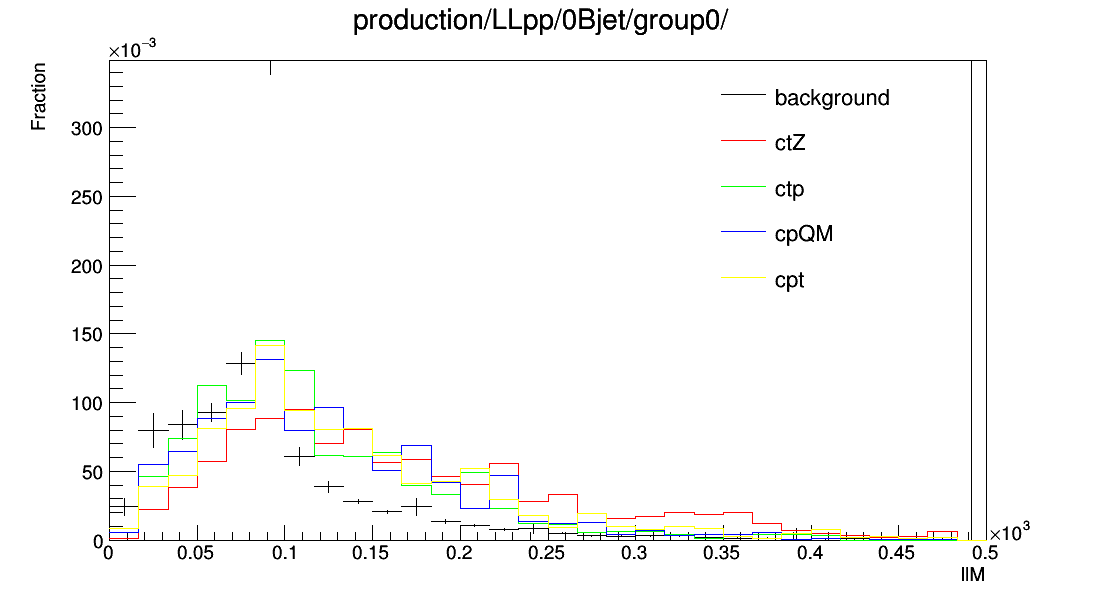 production/LLpp/0Bjet/group0/
×10⁻³
Fraction
300
250
200
150
100
50
0
background
ctZ
ctp
cpQM
cpt
0 0.05 0.1 0.15 0.2 0.25 0.3 0.35 0.4 0.45 0.5
×10³
llM